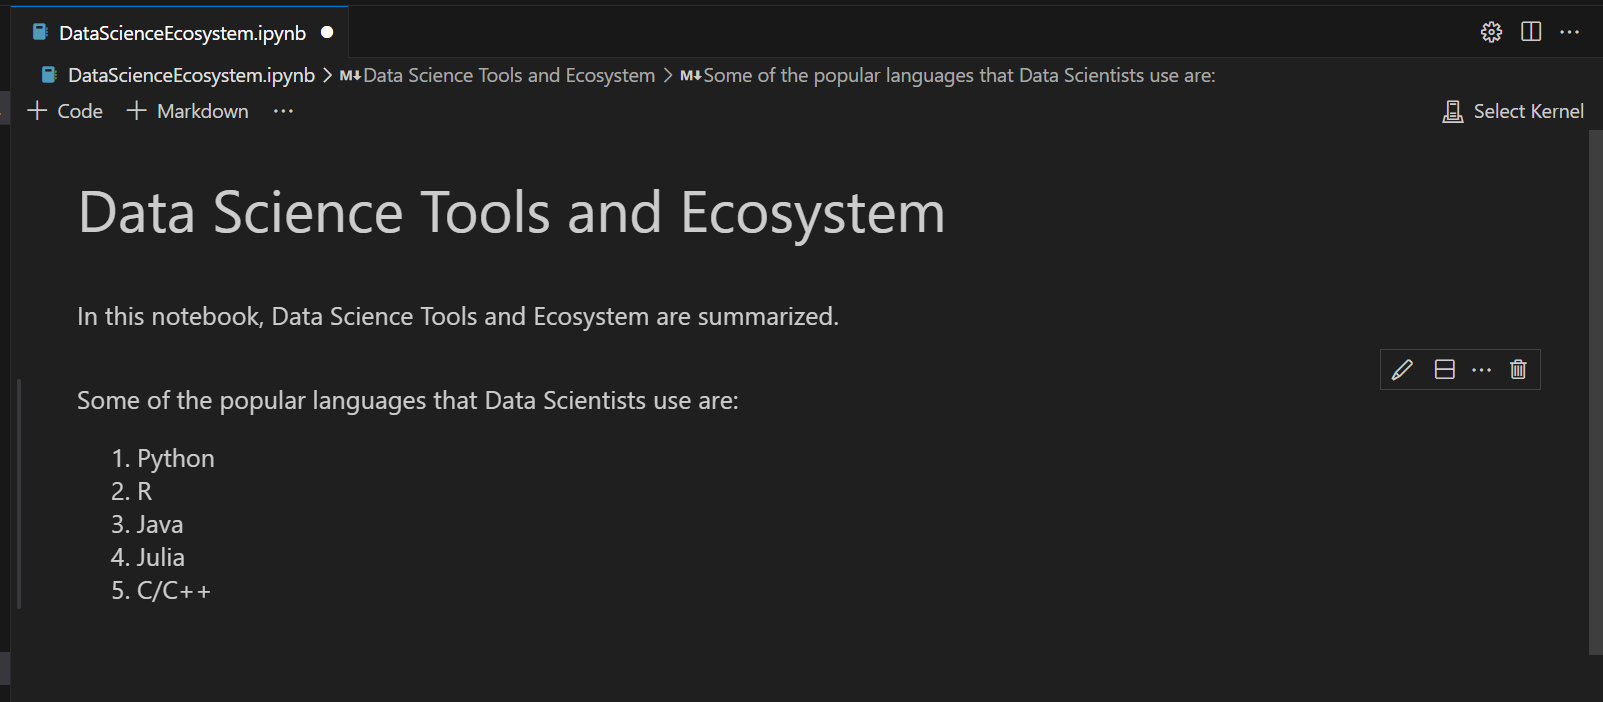 DataScienceEcosystem.ipynb
DataScienceEcosystem.ipynb > M↓Data Science Tools and Ecosystem > M↓Some of the popular languages that Data Scientists use are:
+ Code + Markdown ··· Select Kernel
Data Science Tools and Ecosystem
In this notebook, Data Science Tools and Ecosystem are summarized.
Some of the popular languages that Data Scientists use are:
1. Python
2. R
3. Java
4. Julia
5. C/C++